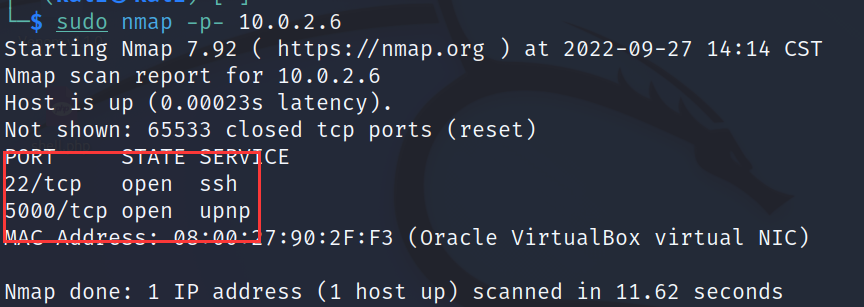 └─$ sudo nmap -p- 10.0.2.6
Starting Nmap 7.92 ( https://nmap.org ) at 2022-09-27 14:14 CST
Nmap scan report for 10.0.2.6
Host is up (0.00023s latency).
Not shown: 65533 closed tcp ports (reset)
PORT     STATE SERVICE
22/tcp   open  ssh
5000/tcp open  upnp
MAC Address: 08:00:27:90:2F:F3 (Oracle VirtualBox virtual NIC)
Nmap done: 1 IP address (1 host up) scanned in 11.62 seconds